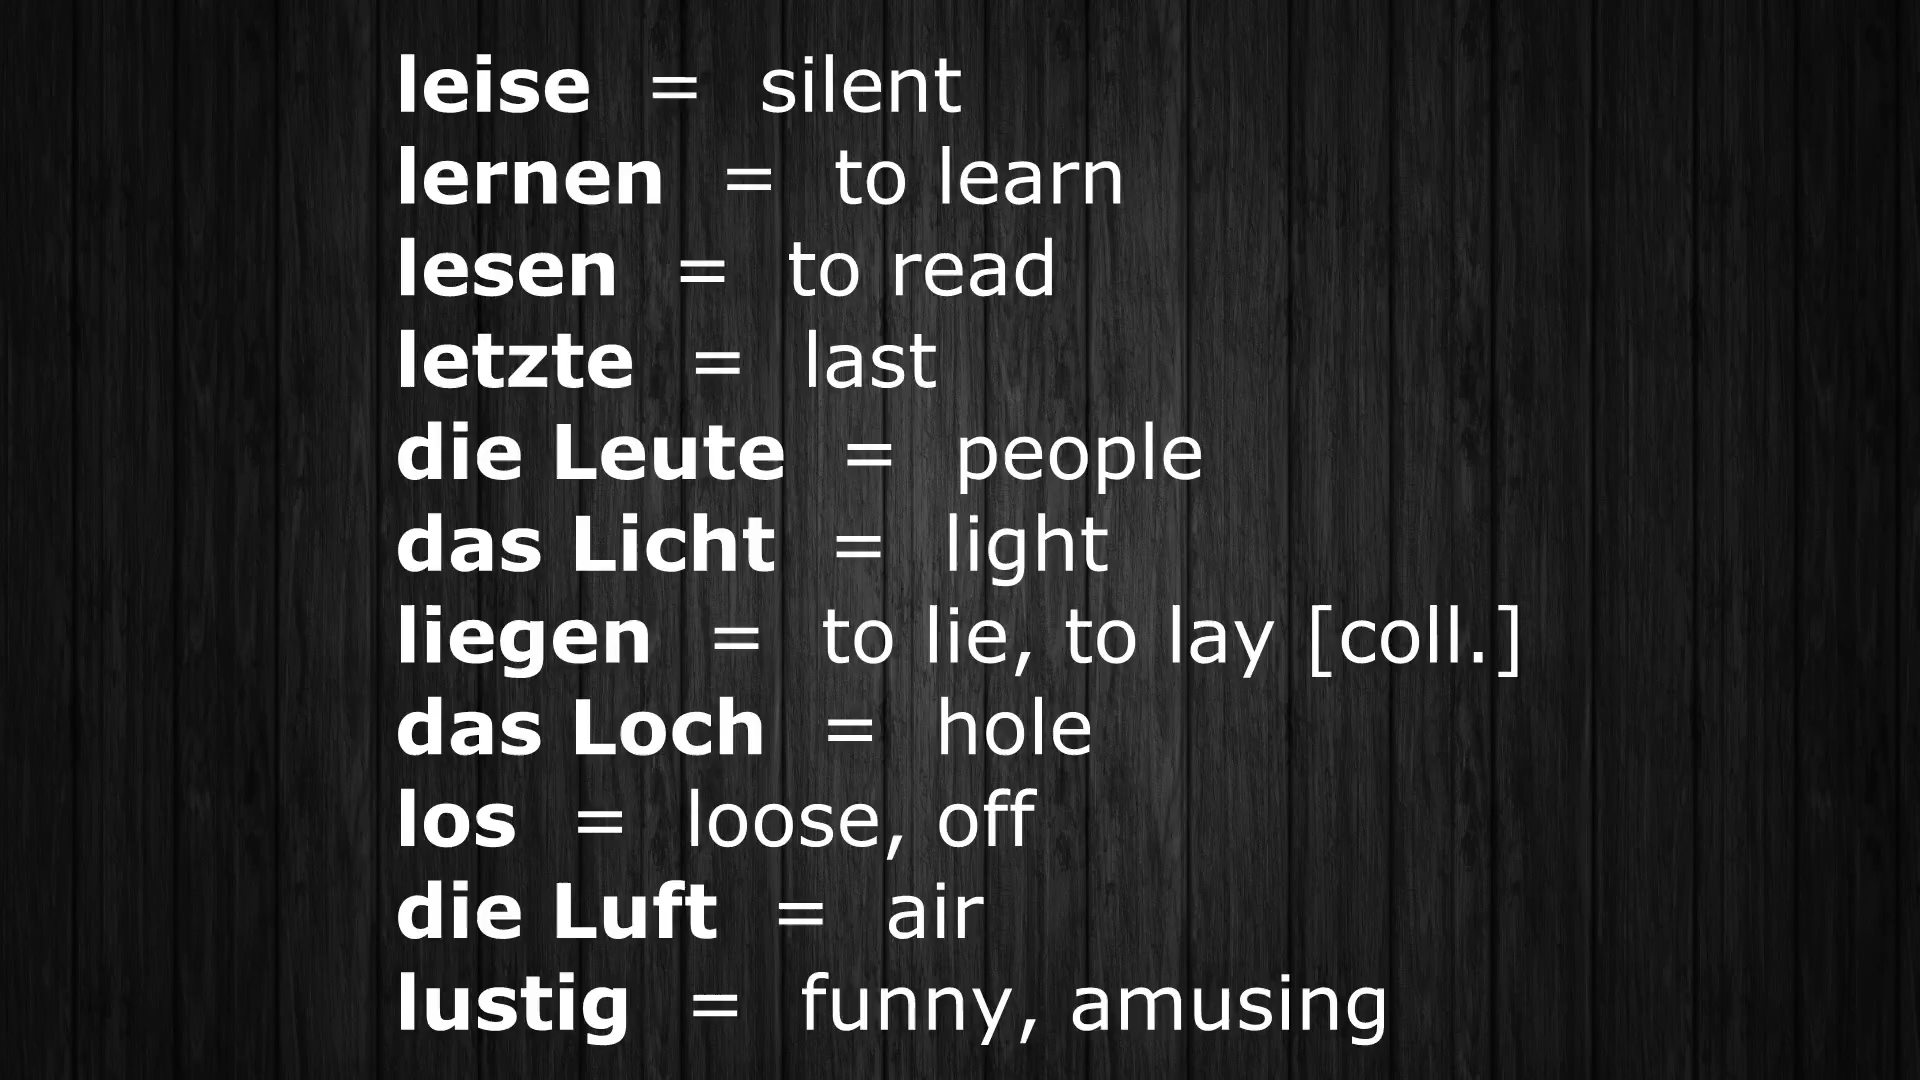 leise = silent
lernen = to learn
lesen = to read
letzte = last
die Leute = people
das Licht = light
liegen = to lie, to lay [coll.]
das Loch = hole
los = loose, off
die Luft = air
lustig = funny, amusing